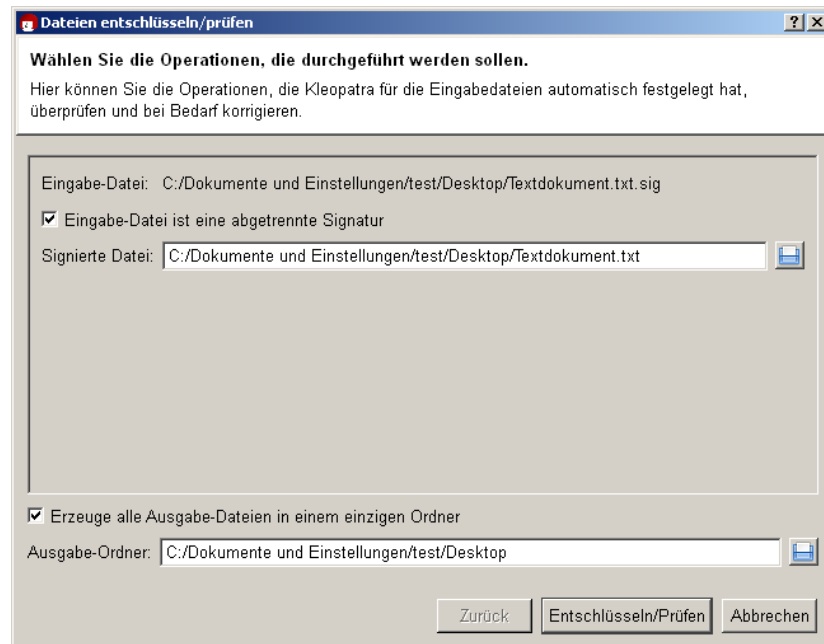 Dateien entschlüsseln/prüfen
Wählen Sie die Operationen, die durchgeführt werden sollen.
Hier können Sie die Operationen, die Kleopatra für die Eingabedateien automatisch festgelegt hat,
überprüfen und bei Bedarf korrigieren.
Eingabe-Datei: C:/Dokumente und Einstellungen/test/Desktop/Textdokument.txt.sig
Eingabe-Datei ist eine abgetrennte Signatur
Signierte Datei: C:/Dokumente und Einstellungen/test/Desktop/Textdokument.txt
Erzeuge alle Ausgabe-Dateien in einem einzigen Ordner
Ausgabe-Ordner: C:/Dokumente und Einstellungen/test/Desktop
Zurück Entschlüsseln/Prüfen Abbrechen